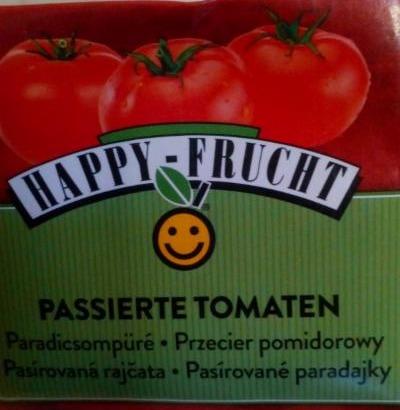 HAPPY-FRUCHT
PASSIERTE TOMATEN
Paradicsompüré • Przecier pomidorowy
Pasírovaná rajčata • Pasírované paradajky